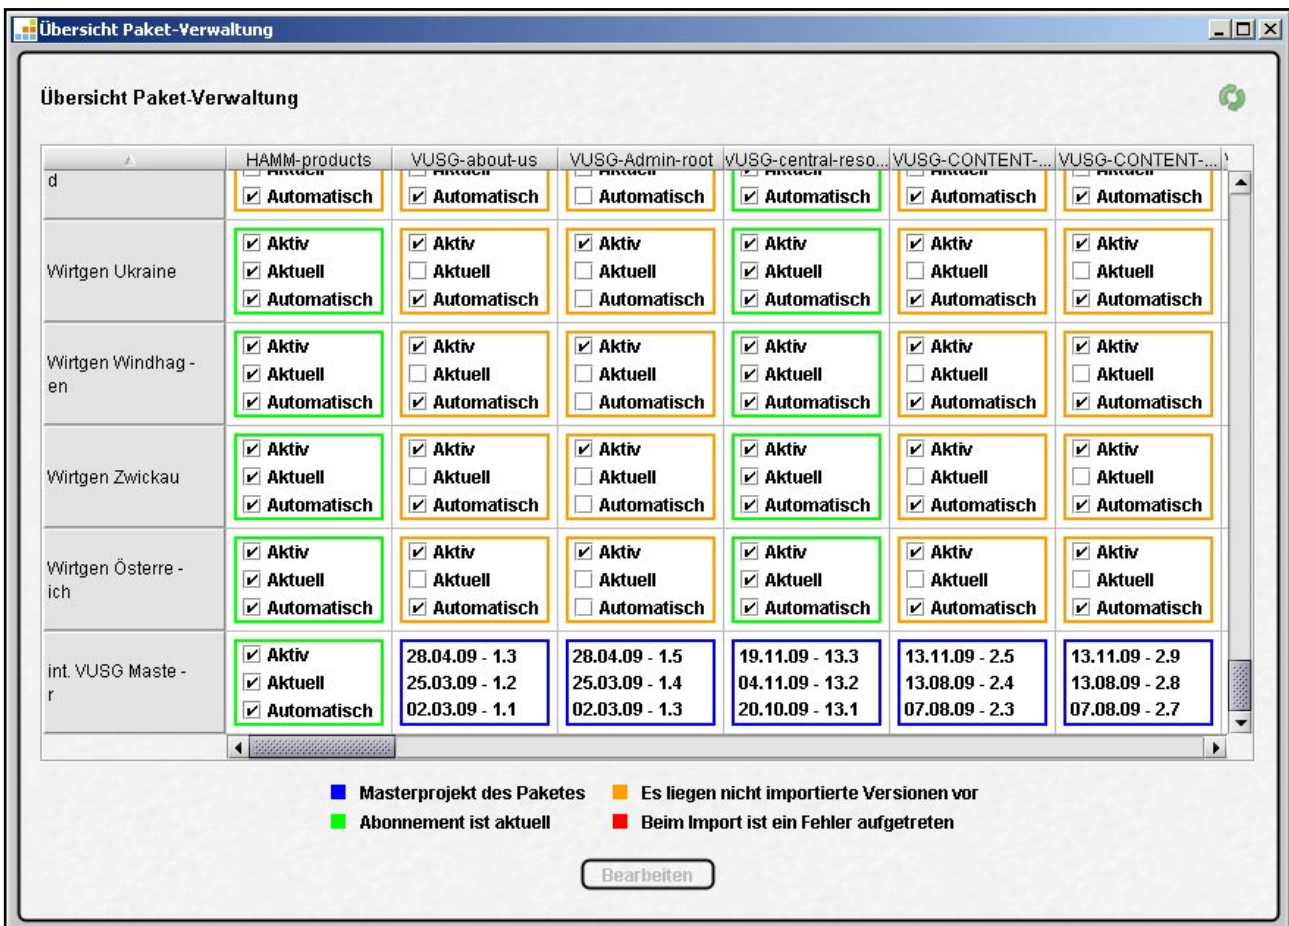 Übersicht Paket-Verwaltung
Übersicht Paket-Verwaltung
HAMM-products VUSG-about-us VUSG-Admin-root VUSG-central-reso... VUSG-CONTENT-... VUSG-CONTENT-...
d Aktuell Aktuell Aktuell Aktuell Aktuell Aktuell
Automatisch Automatisch Automatisch Automatisch Automatisch Automatisch
Aktiv Aktiv Aktiv Aktiv Aktiv Aktiv
Wirtgen Ukraine Aktuell Aktuell Aktuell Aktuell Aktuell Aktuell
Automatisch Automatisch Automatisch Automatisch Automatisch Automatisch
Aktiv Aktiv Aktiv Aktiv Aktiv Aktiv
Wirtgen Windhag -
en
Aktuell Aktuell Aktuell Aktuell Aktuell Aktuell
Automatisch Automatisch Automatisch Automatisch Automatisch Automatisch
Aktiv Aktiv Aktiv Aktiv Aktiv Aktiv
Wirtgen Zwickau Aktuell Aktuell Aktuell Aktuell Aktuell Aktuell
Automatisch Automatisch Automatisch Automatisch Automatisch Automatisch
Aktiv Aktiv Aktiv Aktiv Aktiv Aktiv
Wirtgen Österre -
ich
Aktuell Aktuell Aktuell Aktuell Aktuell Aktuell
Automatisch Automatisch Automatisch Automatisch Automatisch Automatisch
int. VUSG Maste -
r
Aktiv 28.04.09 - 1.3 28.04.09 - 1.5 19.11.09 - 13.3 13.11.09 - 2.5 13.11.09 - 2.9
Aktuell 25.03.09 - 1.2 25.03.09 - 1.4 04.11.09 - 13.2 13.08.09 - 2.4 13.08.09 - 2.8
Automatisch 02.03.09 - 1.1 02.03.09 - 1.3 20.10.09 - 13.1 07.08.09 - 2.3 07.08.09 - 2.7
Masterprojekt des Paketes Es liegen nicht importierte Versionen vor
Abonnement ist aktuell Beim Import ist ein Fehler aufgetreten
Bearbeiten